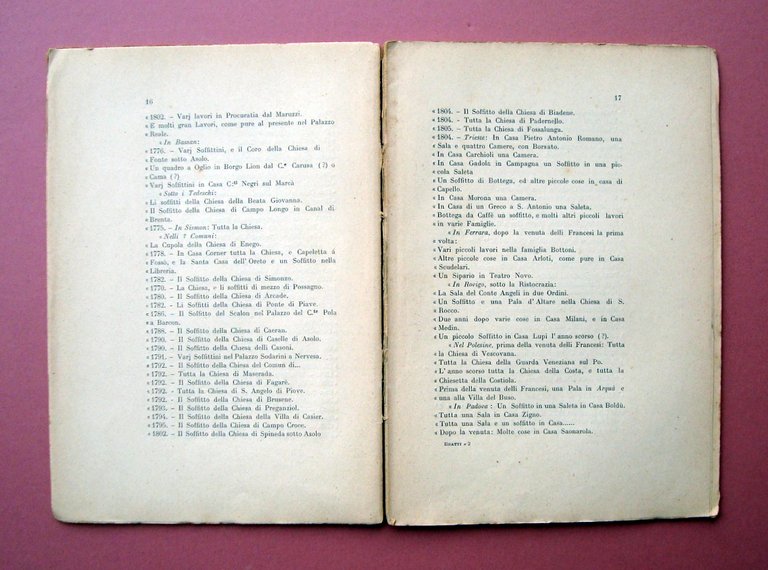 16
« 1802. - Varj lavori in Procuratia dal Maruzzi.
« E molti gran Lavori, come pure al presente nel Palazzo
« Reale.
« In Bassan:
« 1776. - Varj Soffittini, e il Coro della Chiesa di
« Fonte sotto Asolo.
« Un quadro a Oglio in Borgo Lion dal C.e Carusa (?) o
« Cama (?)
« Varj Soffittini in Casa C.ti Negri sul Marcà
« Sotto i Tedeschi:
« Li soffitti della Chiesa della Beata Giovanna.
« Il Soffitto della Chiesa di Campo Longo in Canal di
« Brenta.
« 1775. - In Sismon: Tutta la Chiesa.
« Nelli 7 Comuni:
« La Cupola della Chiesa di Enego.
« 1778. - In Casa Corner tutta la Chiesa, e Capeletta á
« Fossò, e la Santa Casa dell'Oreto e un Soffitto nella
« Libreria.
« 1782. - Il Soffitto della Chiesa di Simonzo.
« 1770. - La Chiesa, e li soffitti di mezzo di Possagno.
« 1780. - Il Soffitto della Chiesa di Arcade.
« 1782. - Li Soffitti della Chiesa di Ponte di Piave.
« 1786. - Il Soffitto del Scalon nel Palazzo del C.te Pola
« a Barcon.
« 1788. - Il Soffitto della Chiesa di Caeran.
« 1790. - Il Soffitto della Chiesa di Caselle di Asolo.
« 1790. - Il Soffitto della Chiesa delli Casoni.
« 1791. - Varj Soffittini nel Palazzo Sodarini a Nervesa.
« 1792. - Il Soffitto della Chiesa del Comun di...
« 1792. - Tutta la Chiesa di Maserada.
« 1792. - Il Soffitto della Chiesa di Fagarè.
« 1792. - Tutta la Chiesa di S. Angelo di Piove.
« 1792. - Il Soffitto della Chiesa di Brusene.
« 1793. - Il Soffitto della Chiesa di Preganziol.
« 1794. - Il Soffitto della Chiesa della Villa di Casier.
« 1795. - Il Soffitto della Chiesa di Campo Croce.
« 1802. - Il Soffitto della Chiesa di Spineda sotto Asolo
17
« 1804. - Il Soffitto della Chiesa di Biadene.
« 1804. - Tutta la Chiesa di Padernello.
« 1805. - Tutta la Chiesa di Fossalunga.
« 1804. - Trieste: In Casa Pietro Antonio Romano, una
« Sala e quattro Camere, con Borsato.
« In Casa Carchioli una Camera.
« In Casa Gadola in Campagna un Soffitto in una pic-
« cola Saleta
« Un Soffitto di Bottega, ed altre piccole cose in casa di
« Capello.
« In Casa Morona una Camera.
« In Casa di un Greco a S. Antonio una Saleta.
« Bottega da Caffè un soffitto, e molti altri piccoli lavori
« in varie Famiglie.
« In Ferrara, dopo la venuta delli Francesi la prima
« volta:
« Vari piccoli lavori nella famiglia Bottoni.
« Altre piccole cose in Casa Arloti, come pure in Casa
« Scudelari.
« Un Sipario in Teatro Novo.
« In Rovigo, sotto la Ristocrazia:
« La Sala del Conte Angeli in due Ordini.
« Un Soffitto e una Pala d'Altare nella Chiesa di S.
« Rocco.
« Due anni dopo varie cose in Casa Milani, e in Casa
« Medin.
« Un piccolo Soffitto in Casa Lupi l'anno scorso (?).
« Nel Polesine, prima della venuta delli Francesi: Tutta
« la Chiesa di Vescovana.
« Tutta la Chiesa della Guarda Veneziana sul Po.
« L'anno scorso tutta la Chiesa della Costa, e tutta la
« Chiesetta della Costiola.
« Prima della venuta delli Francesi, una Pala in Arquà e
« una alla Villa del Buso.
« In Padova: Un Soffitto in una Saleta in Casa Boldù.
« Tutta una Sala in Casa Zigno.
« Tutta una Sala e un soffitto in Casa......
« Dopo la venuta: Molte cose in Casa Saonarola.